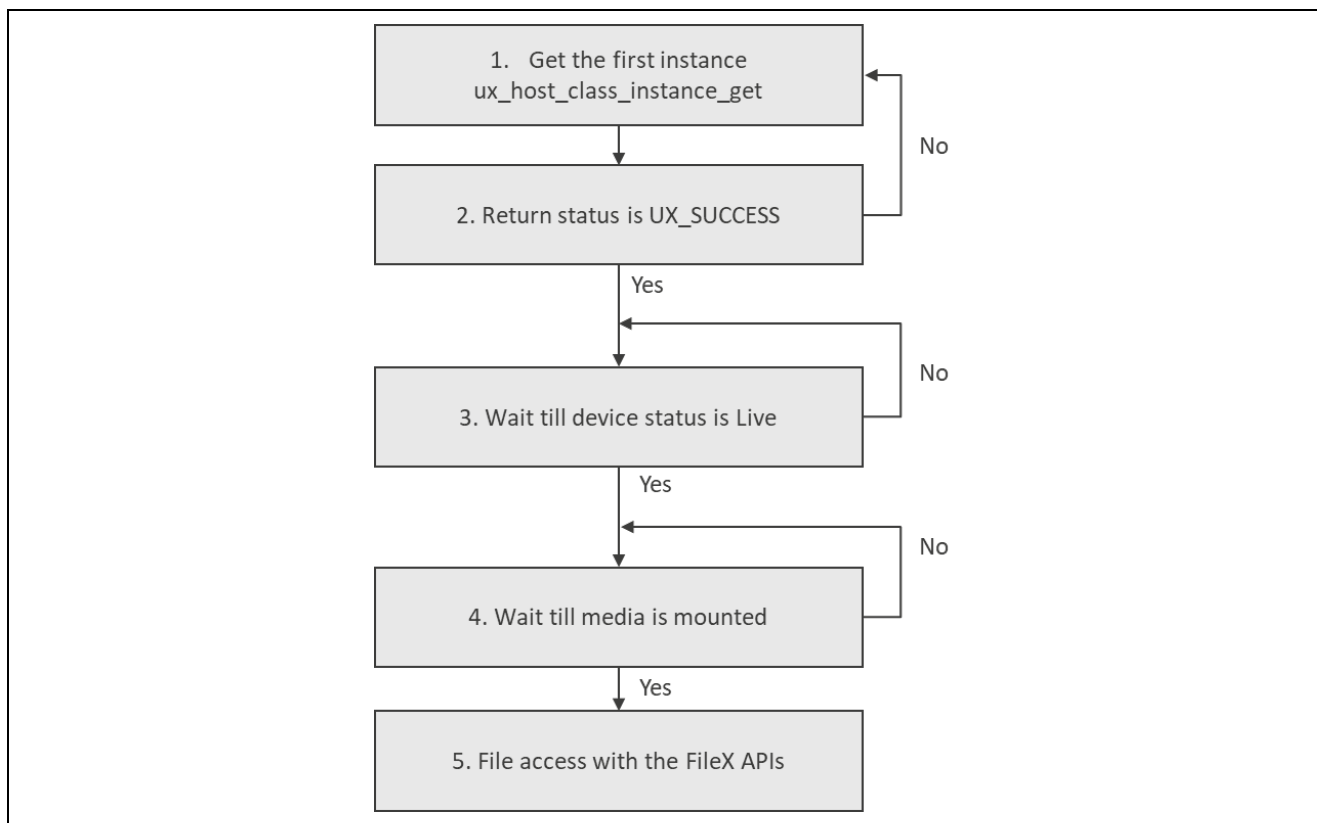 1. Get the first instance
ux_host_class_instance_get
No
2. Return status is UX_SUCCESS
Yes
No
3. Wait till device status is Live
Yes
No
4. Wait till media is mounted
Yes
5. File access with the FileX APIs